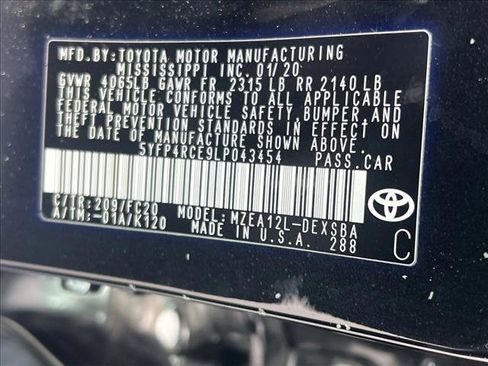 MFD.BY: TOYOTA MOTOR MANUFACTURING
MISSISSIPPI INC. 01/20
GVWR 4065LB GAWR FR 2315 LB RR 2140 LB
THIS VEHICLE CONFORMS TO ALL APPLICABLE
FEDERAL MOTOR VEHICLE SAFETY, BUMPER, AND
THEFT PREVENTION STANDARDS IN EFFECT ON
THE DATE OF MANUFACTURE SHOWN ABOVE.
5YFP4RCE9LP043454 PASS.CAR
C/TR: 209/FC20 MODEL: MZEA12L-DEXSBA
A/TM: -01A/K120 MADE IN U.S.A. 288
C